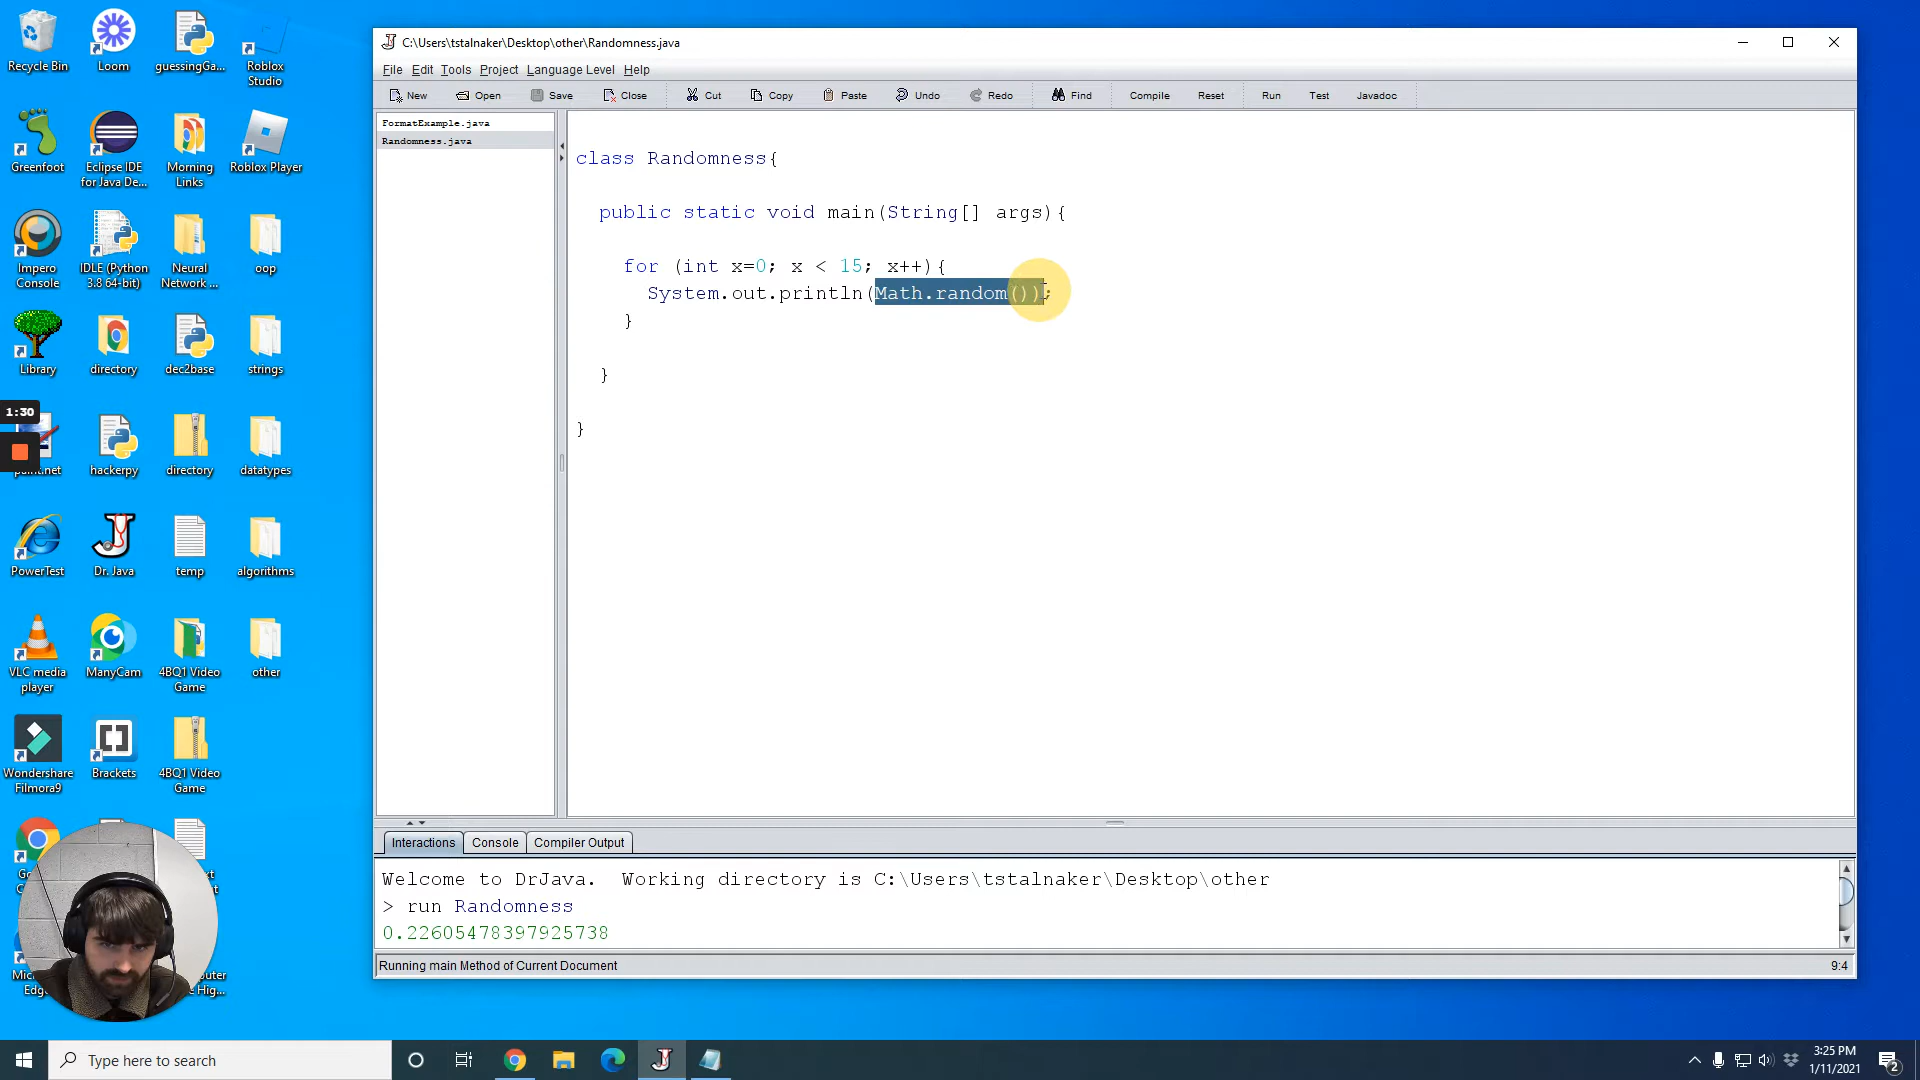 C:\Users\tstalnaker\Desktop\other\Randomness.java
File Edit Tools Project Language Level Help
New Open Save Close Cut Copy Paste Undo Redo Find Compile Reset Run Test Javadoc
FormatExample.java
Randomness.java
class Randomness{
public static void main(String[] args){
for (int x=0; x < 15; x++){
System.out.println(Math.random());
}
}
}
Interactions Console Compiler Output
Welcome to DrJava. Working directory is C:\Users\tstalnaker\Desktop\other
> run Randomness
0.22605478397925738
Running main Method of Current Document
9:4
Recycle Bin
Loom
guessingGa...
Roblox
Studio
Greenfoot
Eclipse IDE
for Java De...
Morning
Links
Roblox Player
Impero
Console
IDLE (Python
3.8 64-bit)
Neural
Network ...
oop
Library
directory
dec2base
strings
1:30
paint.net
hackerpy
directory
datatypes
PowerTest
Dr. Java
temp
algorithms
VLC media
player
ManyCam
4BQ1 Video
Game
other
Wondershare
Filmora9
Brackets
4BQ1 Video
Game
Type here to search
3:25 PM
1/11/2021
2